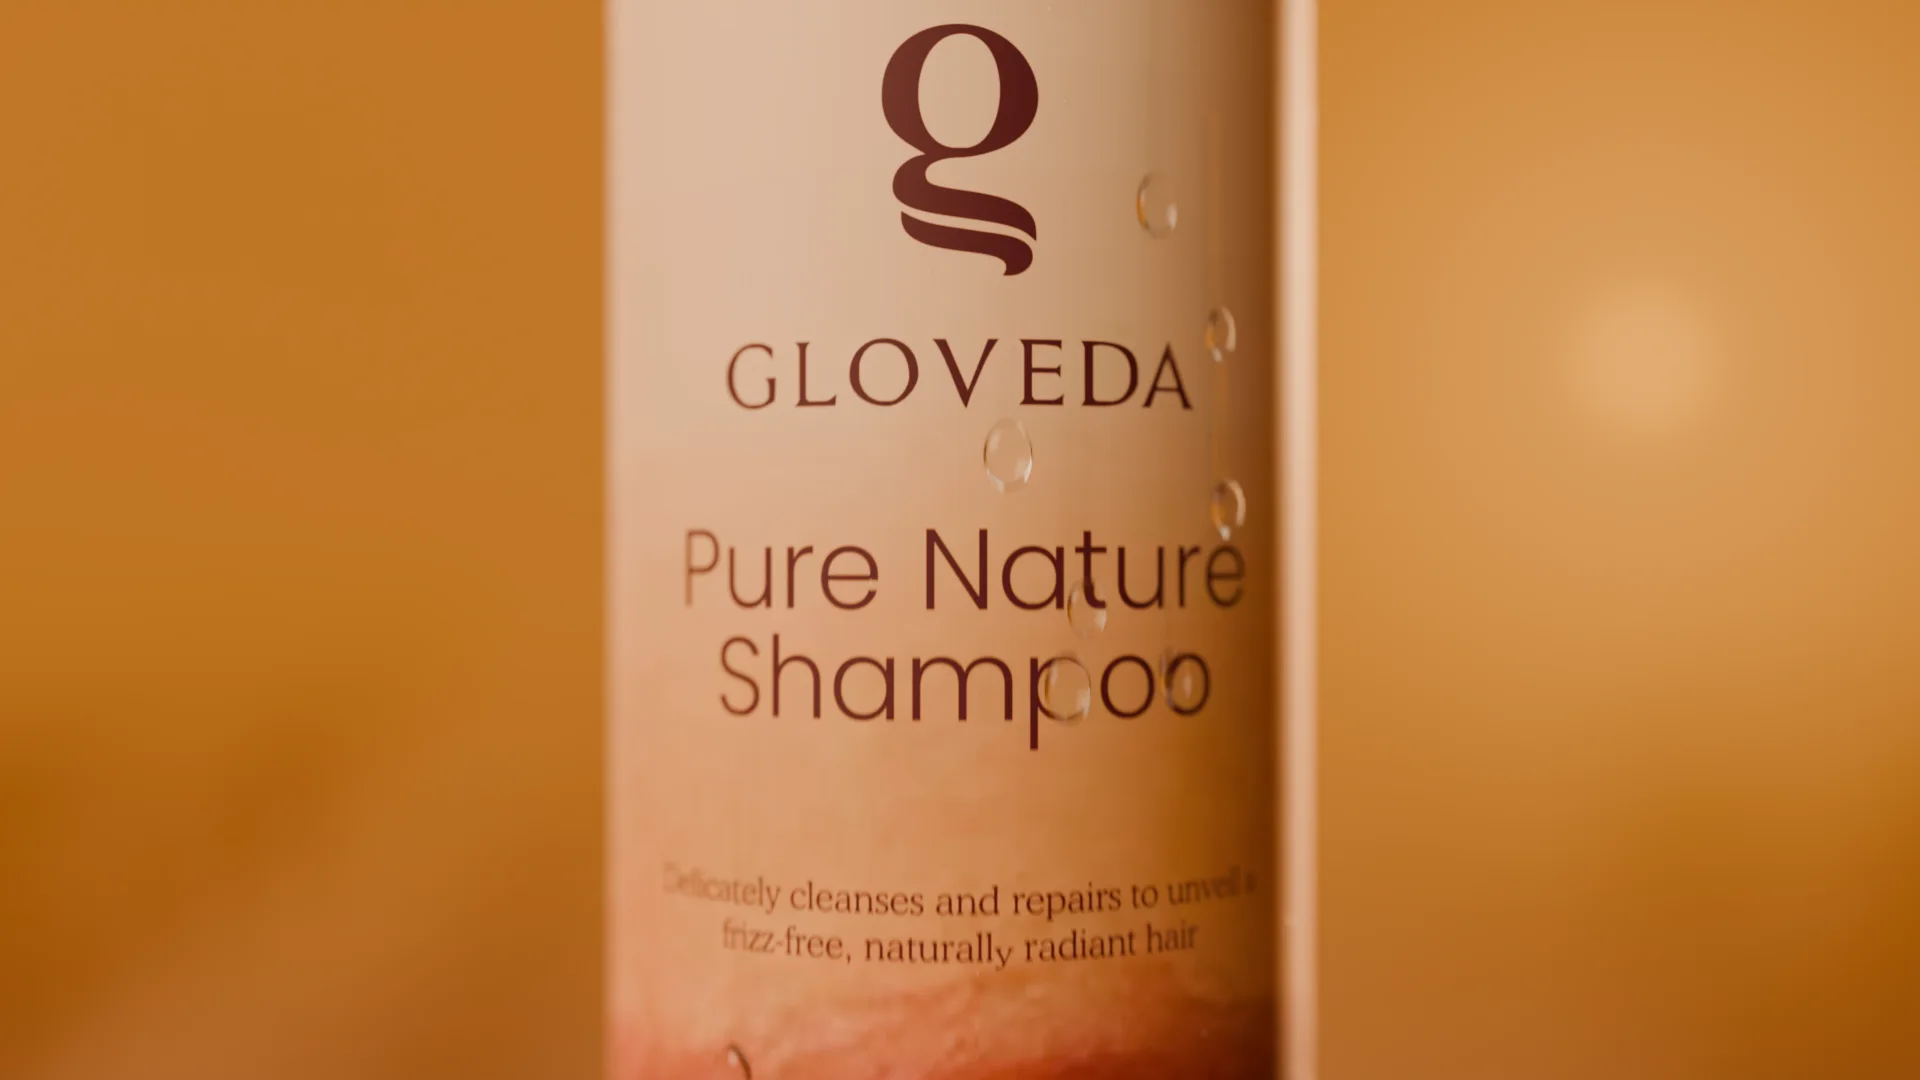 g
GLOVEDA
Pure Nature
Shampoo
Delicately cleanses and repairs to unveil a
frizz-free, naturally radiant hair